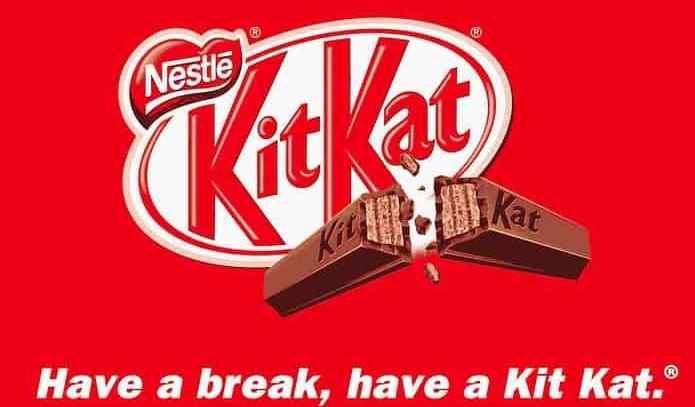 Nestlé®
KitKat®
Kit Kat
Have a break, have a Kit Kat.®